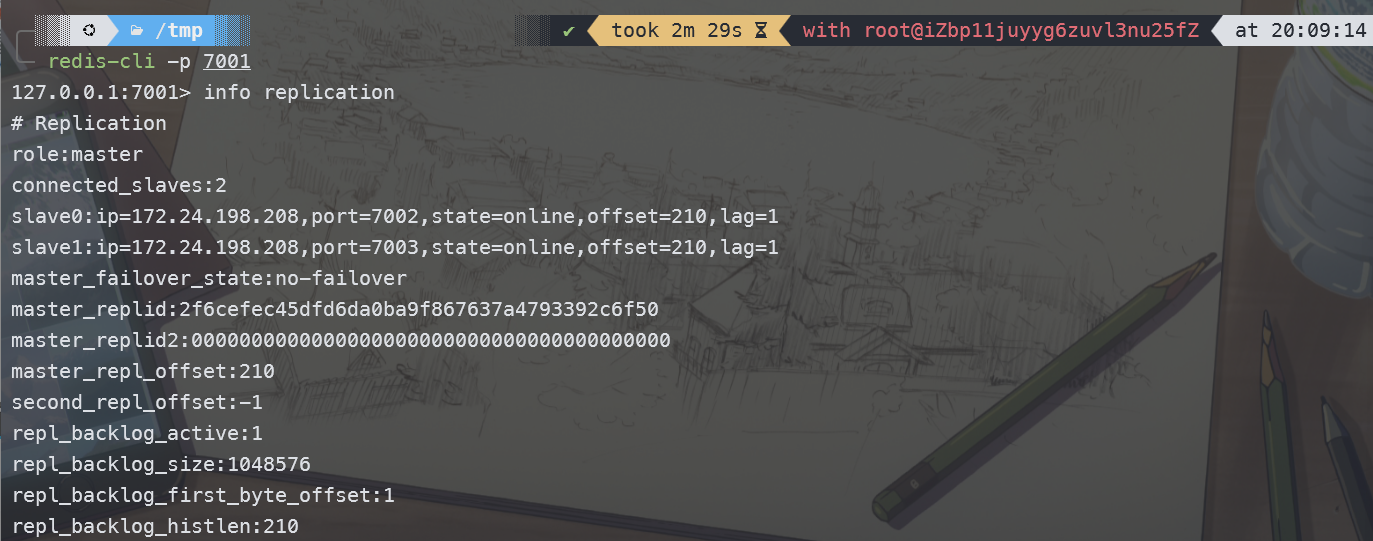 /tmp ✔ took 2m 29s with root@iZbp11juyyg6zuvl3nu25fZ at 20:09:14
redis-cli -p 7001
127.0.0.1:7001> info replication
# Replication
role:master
connected_slaves:2
slave0:ip=172.24.198.208,port=7002,state=online,offset=210,lag=1
slave1:ip=172.24.198.208,port=7003,state=online,offset=210,lag=1
master_failover_state:no-failover
master_replid:2f6cefec45dfd6da0ba9f867637a4793392c6f50
master_replid2:0000000000000000000000000000000000000000
master_repl_offset:210
second_repl_offset:-1
repl_backlog_active:1
repl_backlog_size:1048576
repl_backlog_first_byte_offset:1
repl_backlog_histlen:210